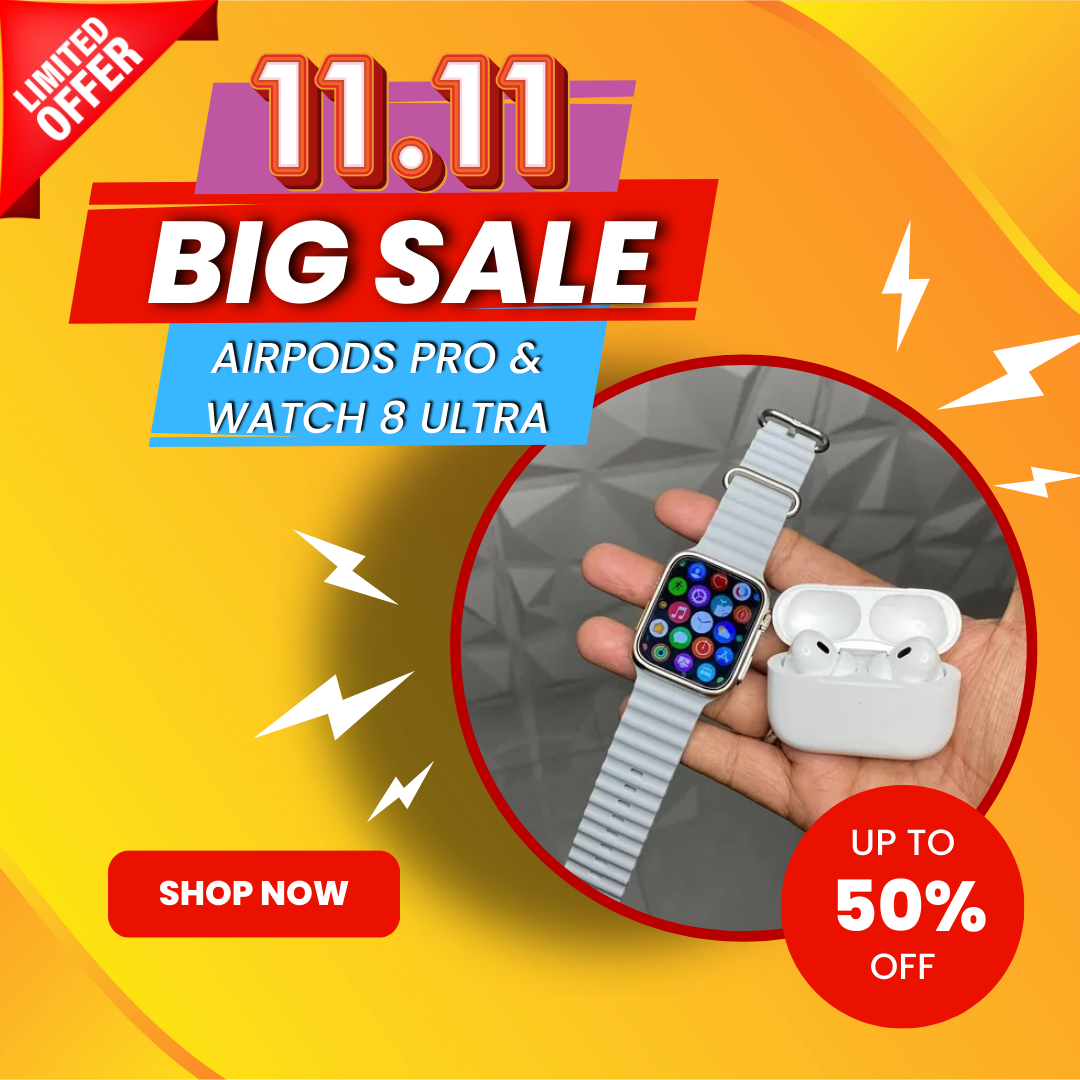 LIMITED
OFFER
11.11
BIG SALE
AIRPODS PRO &
WATCH 8 ULTRA
SHOP NOW
UP TO
50%
OFF